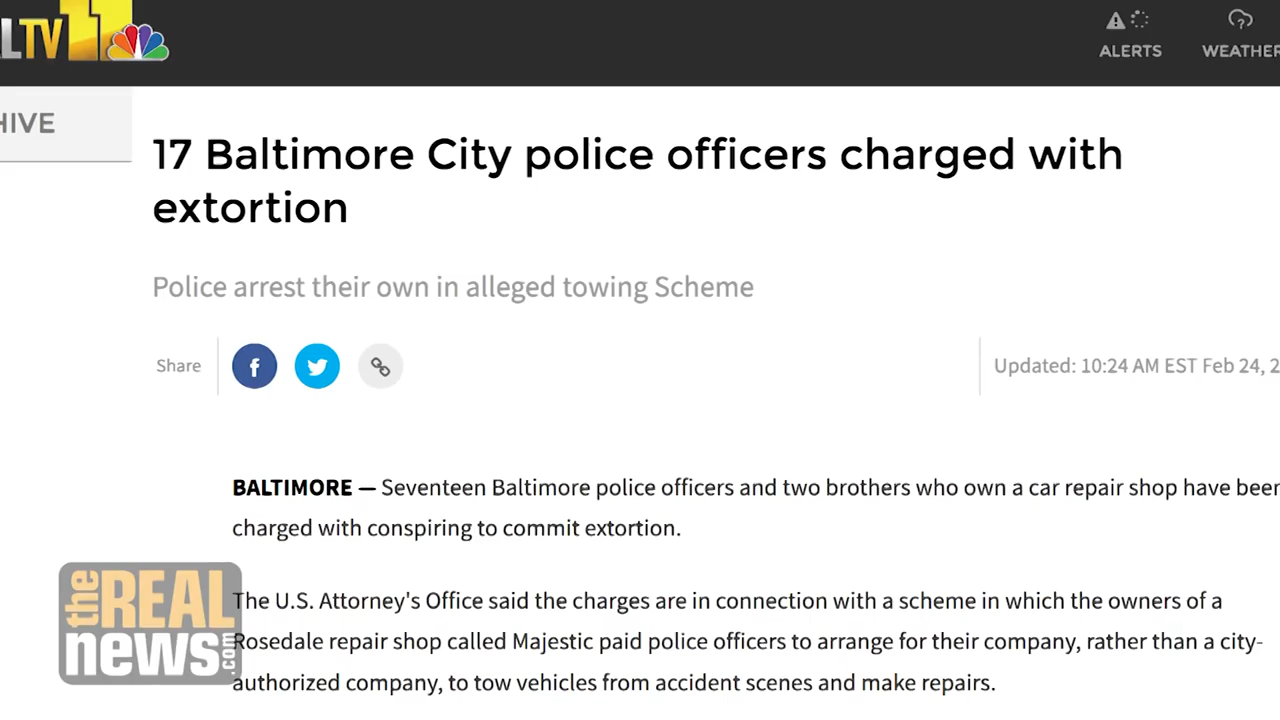 LTV 11
ALERTS
WEATHER
HIVE
17 Baltimore City police officers charged with
extortion
Police arrest their own in alleged towing Scheme
Share
Updated: 10:24 AM EST Feb 24, 2
BALTIMORE — Seventeen Baltimore police officers and two brothers who own a car repair shop have been
charged with conspiring to commit extortion.
The U.S. Attorney's Office said the charges are in connection with a scheme in which the owners of a
Rosedale repair shop called Majestic paid police officers to arrange for their company, rather than a city-
authorized company, to tow vehicles from accident scenes and make repairs.
the REAL
news.com